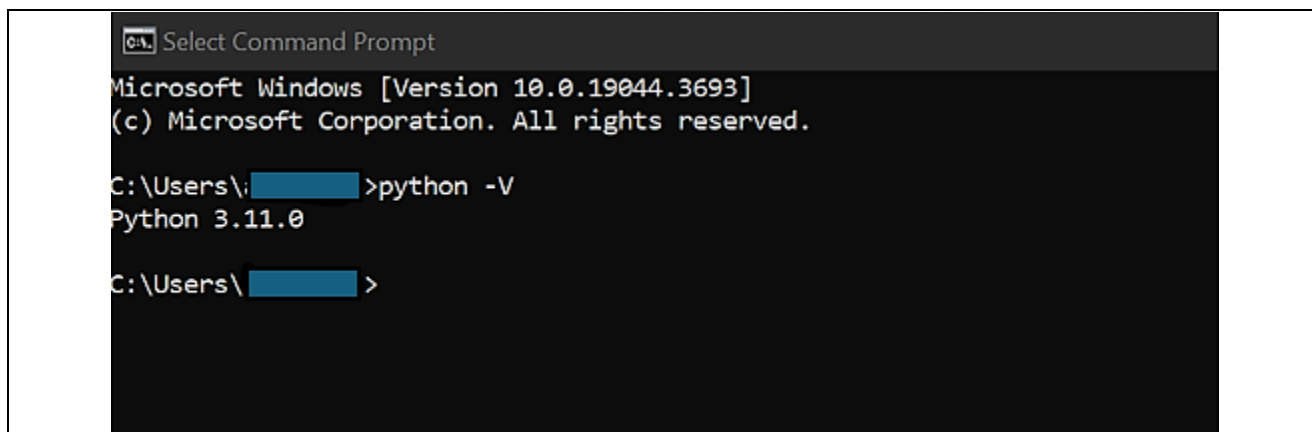 Select Command Prompt
Microsoft Windows [Version 10.0.19044.3693]
(c) Microsoft Corporation. All rights reserved.
C:\Users\ >python -V
Python 3.11.0
C:\Users\ >